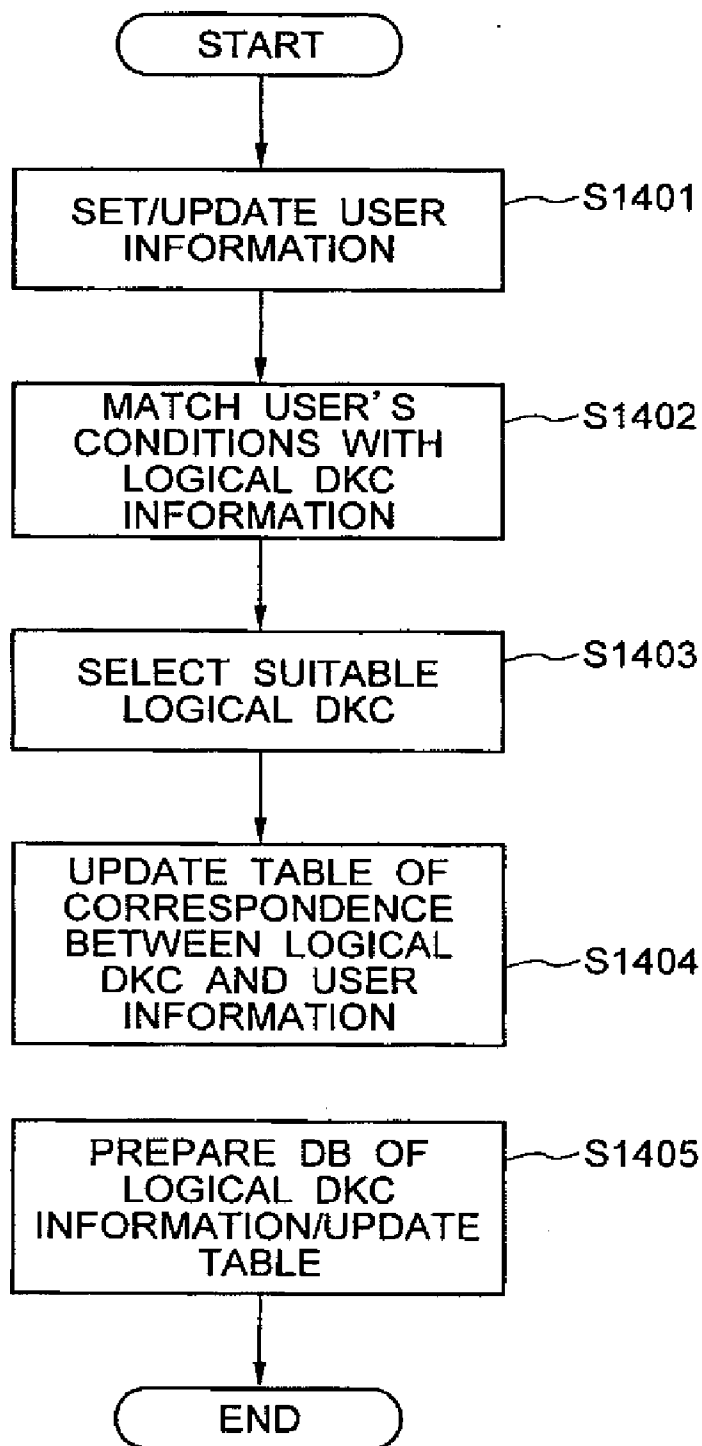 START
SET/UPDATE USER
INFORMATION
S1401
MATCH USER'S
CONDITIONS WITH
LOGICAL DKC
INFORMATION
S1402
SELECT SUITABLE
LOGICAL DKC
S1403
UPDATE TABLE OF
CORRESPONDENCE
BETWEEN LOGICAL
DKC AND USER
INFORMATION
S1404
PREPARE DB OF
LOGICAL DKC
INFORMATION/UPDATE
TABLE
S1405
END